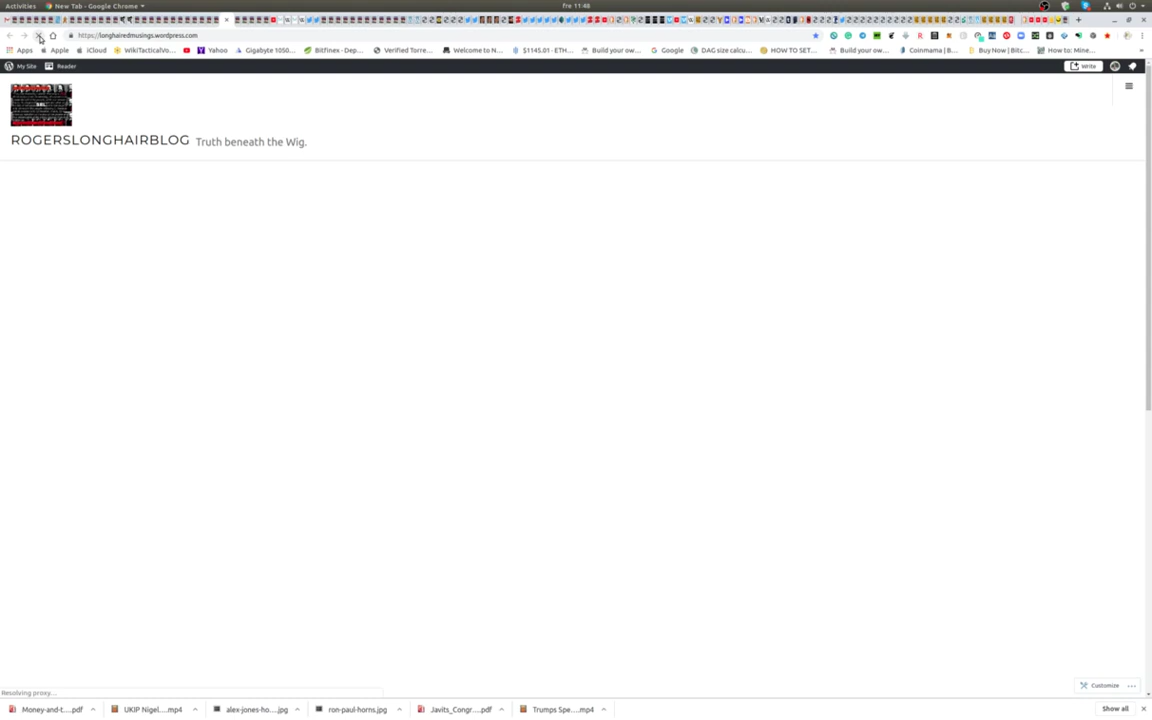 Activities New Tab - Google Chrome Fre 11:46
https://longhairedmusings.wordpress.com
Apps Apple iCloud WikiTacticalVo... Yahoo Gigabyte 1050... Bitfinex - Dep... Verified Torre... Welcome to N... $1145.01 - ETH... Build your ow... Google DAG size calcu... HOW TO SET... Build your ow... Coinmama | B... Buy Now | Bitc... How to: Mine...
My Site Reader Write
ROGERSLONGHAIRBLOG Truth beneath the Wig.
Customize
Resolving proxy...
Money-and-t....pdf UKIP Nigel....mp4 alex-jones-ho....jpg ron-paul-horns.jpg Javits_Congr....pdf Trumps Spe....mp4 Show all